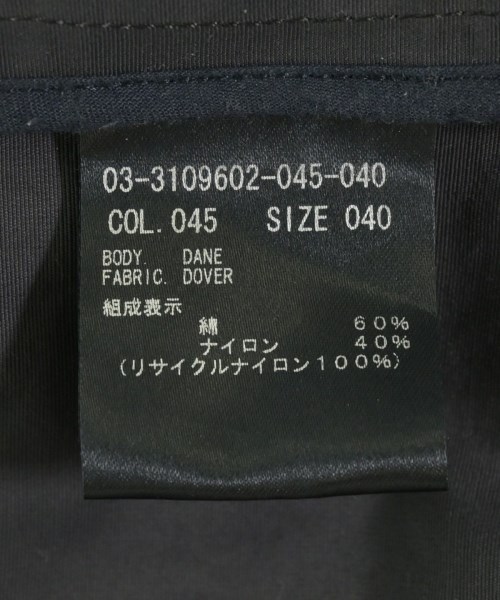 03-3109602-045-040
COL.045 SIZE 040
BODY. DANE
FABRIC. DOVER
組成表示
綿 60%
ナイロン 40%
(リサイクルナイロン100%)